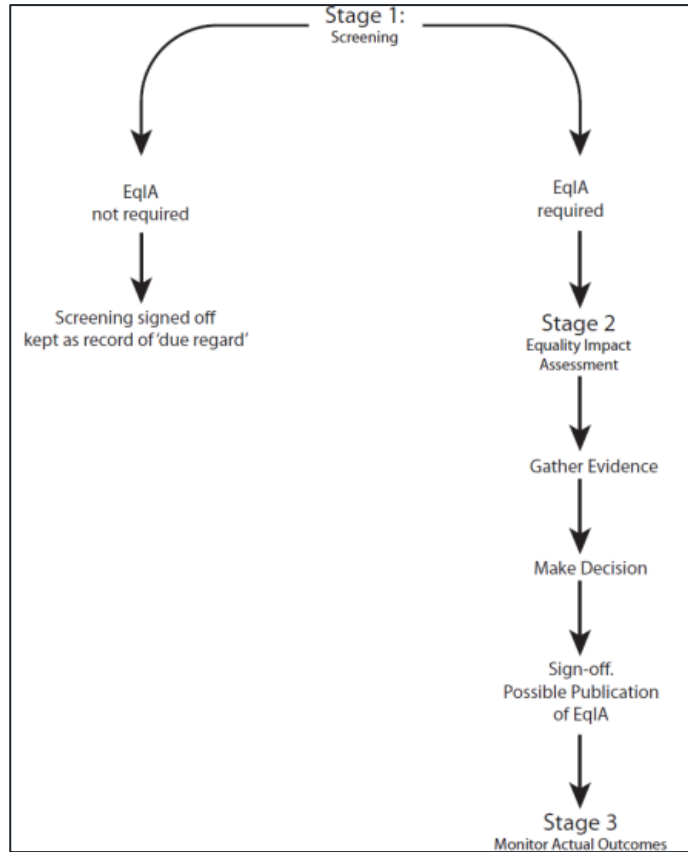 Stage 1:
Screening
EqIA
not required
Screening signed off
kept as record of ‘due regard’
EqIA
required
Stage 2
Equality Impact
Assessment
Gather Evidence
Make Decision
Sign-off.
Possible Publication
of EqIA
Stage 3
Monitor Actual Outcomes